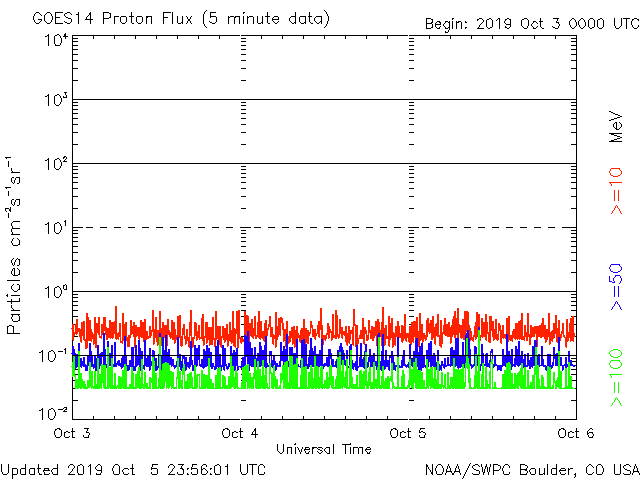 GOES14 Proton Flux (5 minute data)
Begin: 2019 Oct 3 0000 UTC
10⁴
10³
10²
10¹
10⁰
10⁻¹
10⁻²
Particles cm⁻²s⁻¹sr⁻¹
MeV
>=10
>=50
>=100
Oct 3
Oct 4
Oct 5
Oct 6
Universal Time
Updated 2019 Oct 5 23:56:01 UTC
NOAA/SWPC Boulder, CO USA